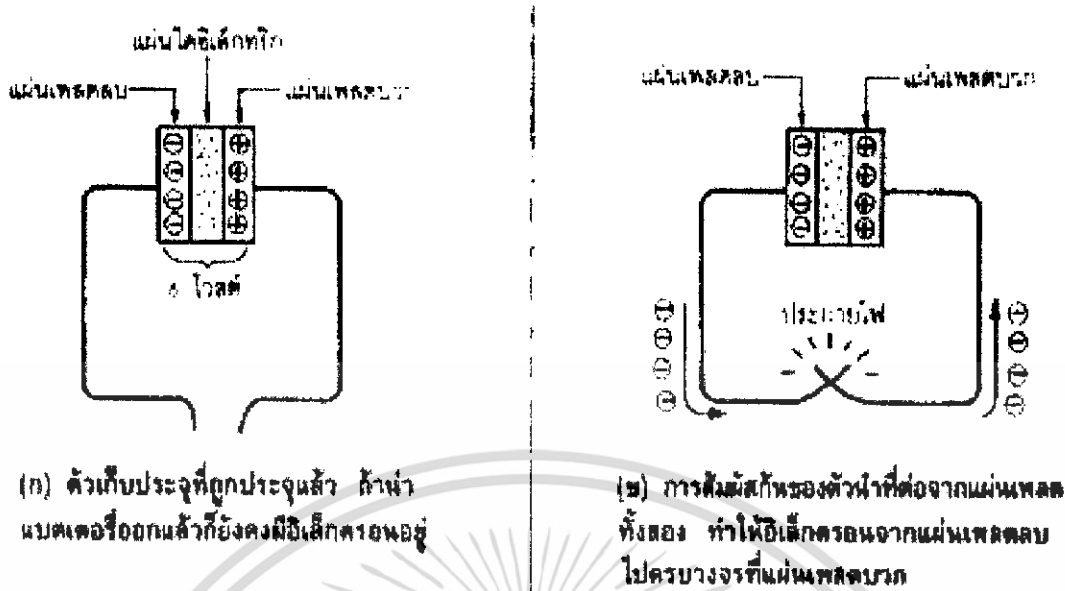 แผ่นไดอิเล็กทริก
แผ่นเพลตลบ
แผ่นเพลตบวก
6 โวลต์
(ก) ตัวเก็บประจุที่ถูกประจุแล้ว ถ้านำ
แบตเตอรี่ออกแล้วก็ยังคงมีอิเล็กตรอนอยู่
แผ่นเพลตลบ
แผ่นเพลตบวก
ประกายไฟ
(ข) การสัมผัสกันของตัวนำที่ต่อจากแผ่นเพลต
ทั้งสอง ทำให้อิเล็กตรอนจากแผ่นเพลตลบ
ไปครบวงจรที่แผ่นเพลตบวก